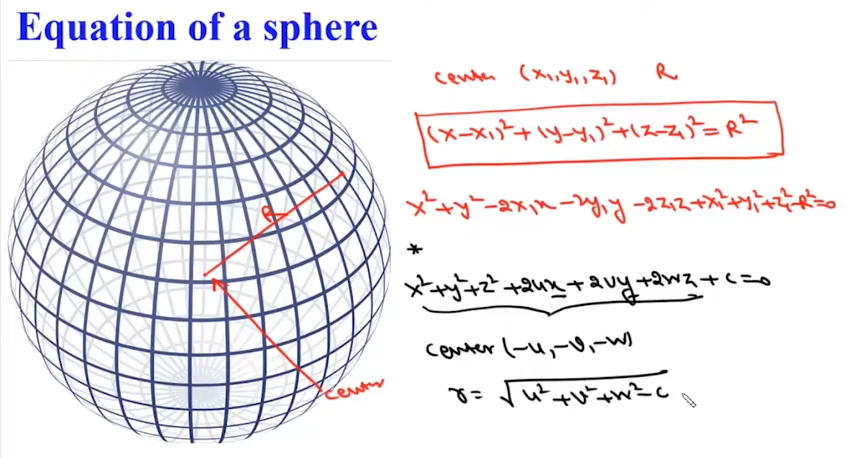 Equation of a sphere
center (x₁,y₁,z₁) R
(x-x₁)²+(y-y₁)²+(z-z₁)²=R²
x²+y²-2x₁x-2y₁y-2z₁z+x₁²+y₁²+z₁²-R²=0
*
x²+y²+z²+2ux+2vy+2wz+c=0
center (-u,-v,-w)
r=√u²+v²+w²-c
R
center